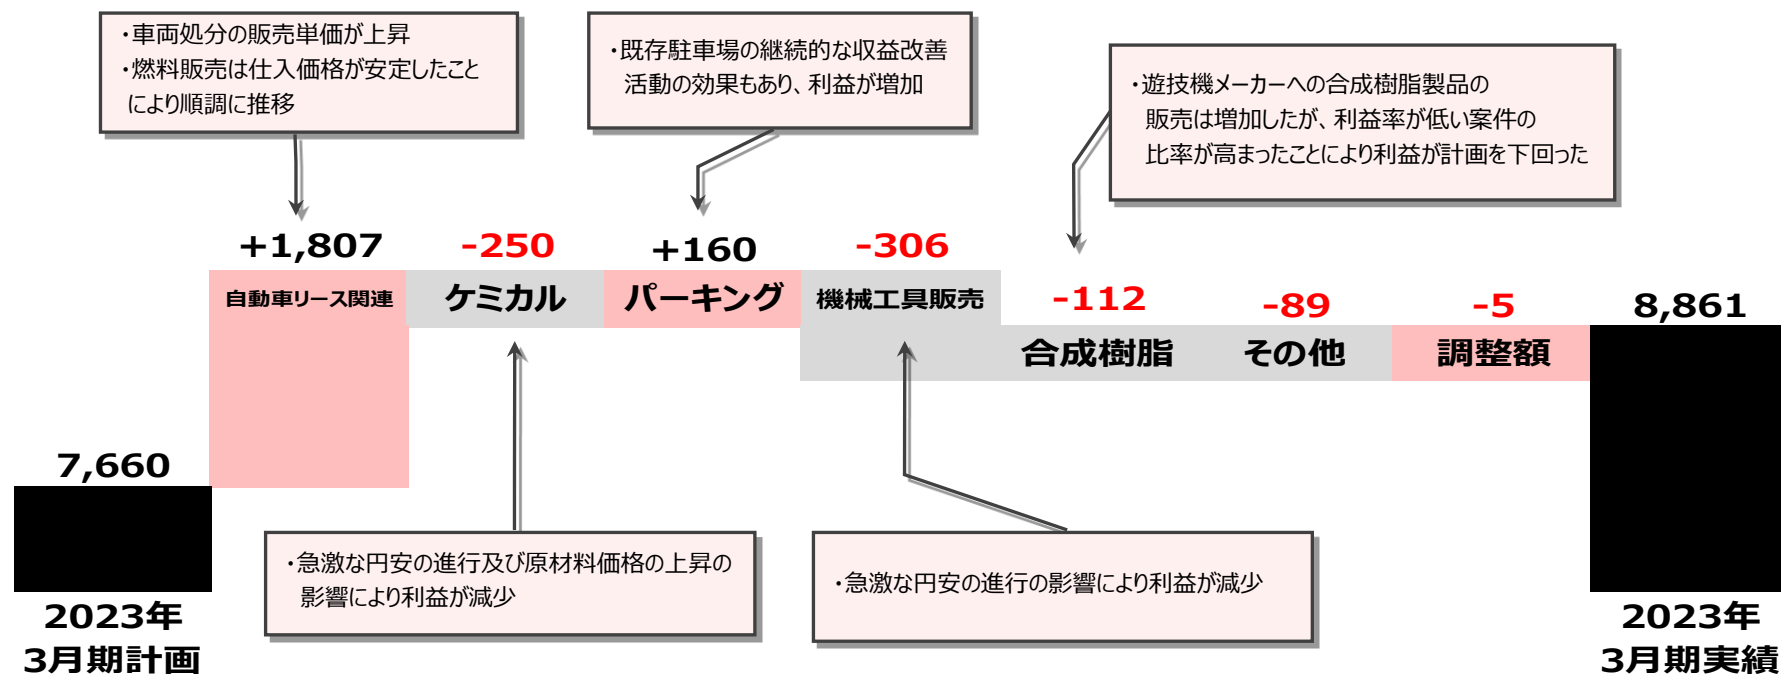 ・車両処分の販売単価が上昇
・燃料販売は仕入価格が安定したこと
により順調に推移
・既存駐車場の継続的な収益改善
活動の効果もあり、利益が増加
・遊技機メーカーへの合成樹脂製品の
販売は増加したが、利益率が低い案件の
比率が高まったことにより利益が計画を下回った
+1,807
-250
+160
-306
-112
-89
-5
8,861
自動車リース関連
ケミカル
パーキング
機械工具販売
合成樹脂
その他
調整額
7,660
・急激な円安の進行及び原材料価格の上昇の
影響により利益が減少
・急激な円安の進行の影響により利益が減少
2023年
3月期計画
2023年
3月期実績